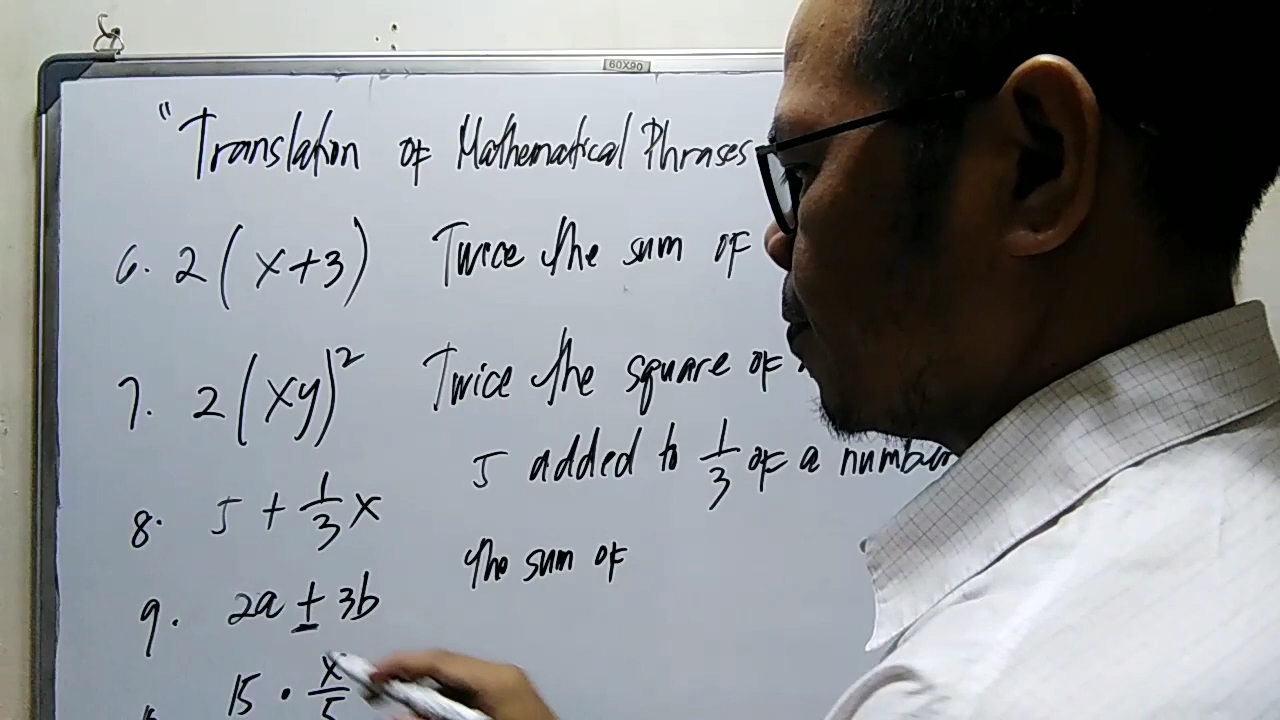 60X90
"Translation of Mathematical Phrases
6. 2(x+3) Twice the sum of
7. 2(xy)² Twice the square of
8. 5 + 1/3 x 5 added to 1/3 of a number
9. 2a + 3b the sum of
15 · x/5